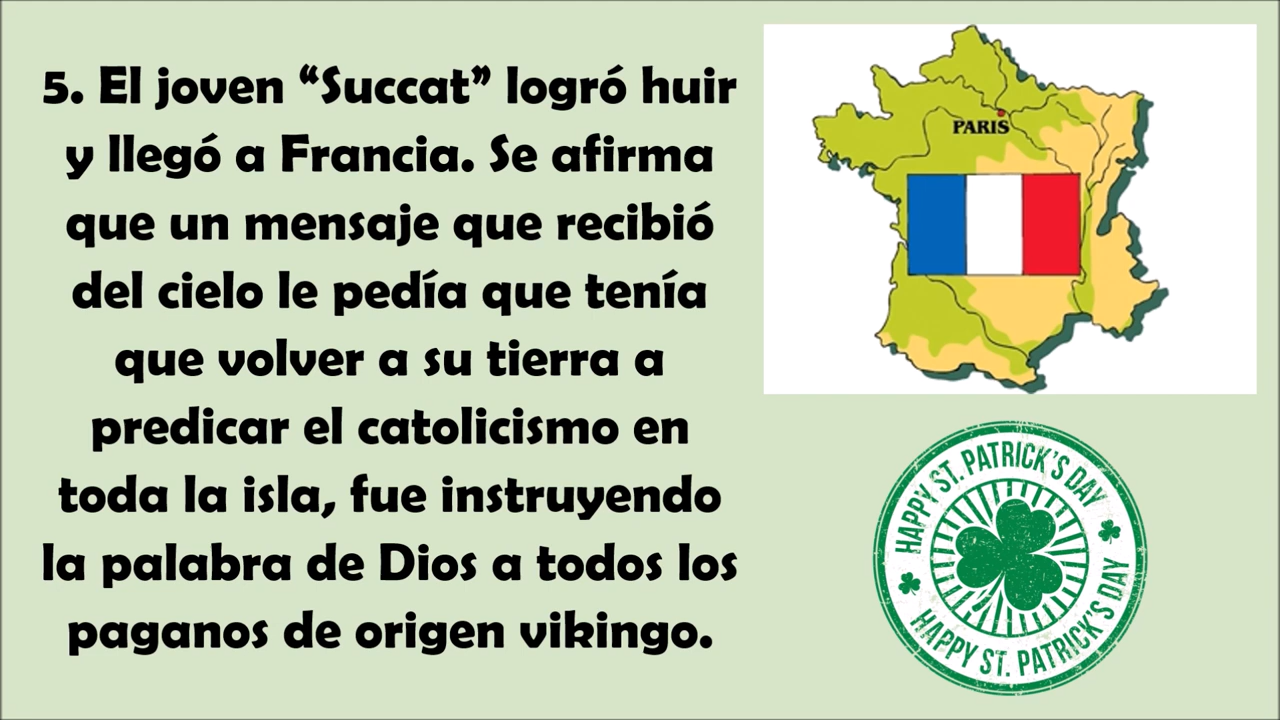 5. El joven “Succat” logró huir
y llegó a Francia. Se afirma
que un mensaje que recibió
del cielo le pedía que tenía
que volver a su tierra a
predicar el catolicismo en
toda la isla, fue instruyendo
la palabra de Dios a todos los
paganos de origen vikingo.
PARIS
HAPPY ST. PATRICK'S DAY
HAPPY ST. PATRICK'S DAY